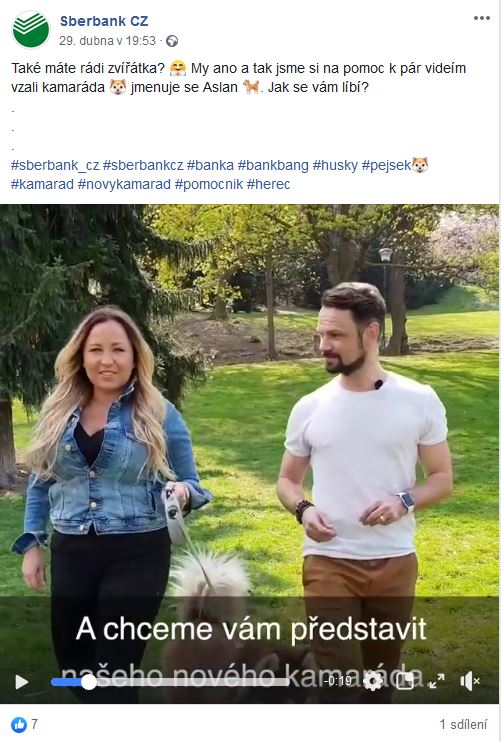 Sberbank CZ
29. dubna v 19:53 ·
Také máte rádi zvířátka? 🤗 My ano a tak jsme si na pomoc k pár videím
vzali kamaráda 🐶 jmenuje se Aslan 🐕. Jak se vám líbí?
.
.
.
#sberbank_cz #sberbankcz #banka #bankbang #husky #pejsek🐶
#kamarad #novykamarad #pomocnik #herec
A chceme vám představit
našeho nového kamaráda
-0:19
7
1 sdílení